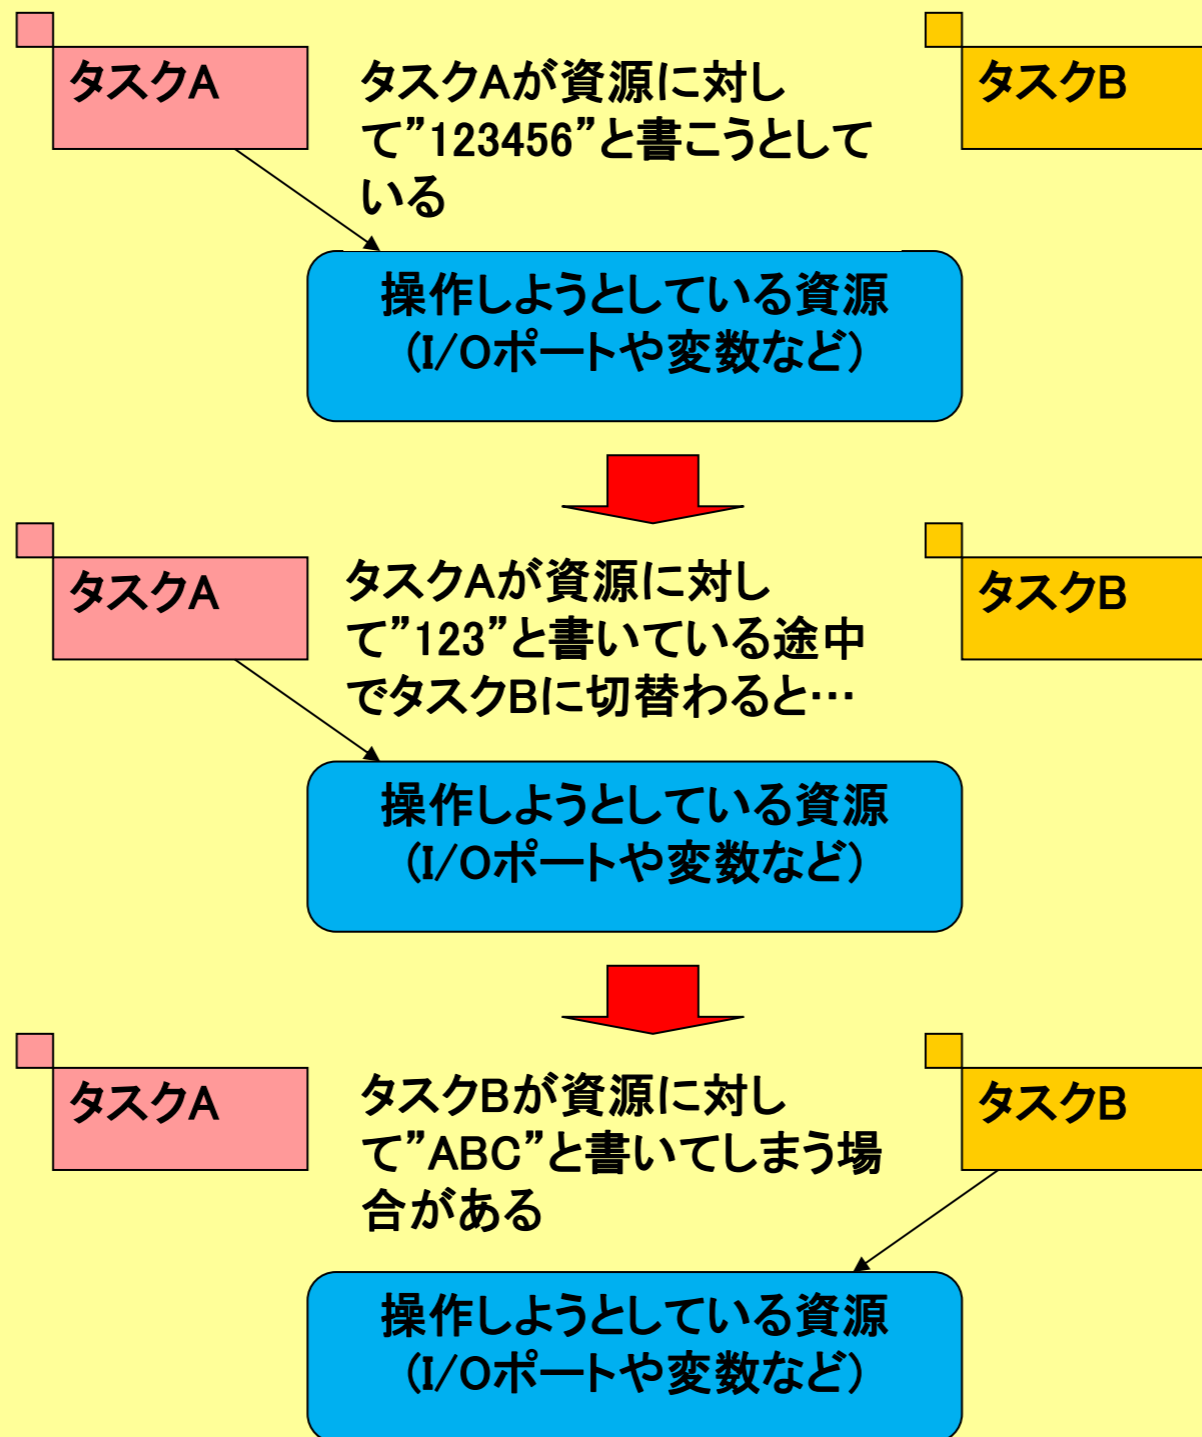 タスクA
タスクAが資源に対し
て”123456”と書こうとして
いる
タスクB
操作しようとしている資源
(I/Oポートや変数など)
タスクA
タスクAが資源に対し
て”123”と書いている途中
でタスクBに切替わると…
タスクB
操作しようとしている資源
(I/Oポートや変数など)
タスクA
タスクBが資源に対し
て”ABC”と書いてしまう場
合がある
タスクB
操作しようとしている資源
(I/Oポートや変数など)